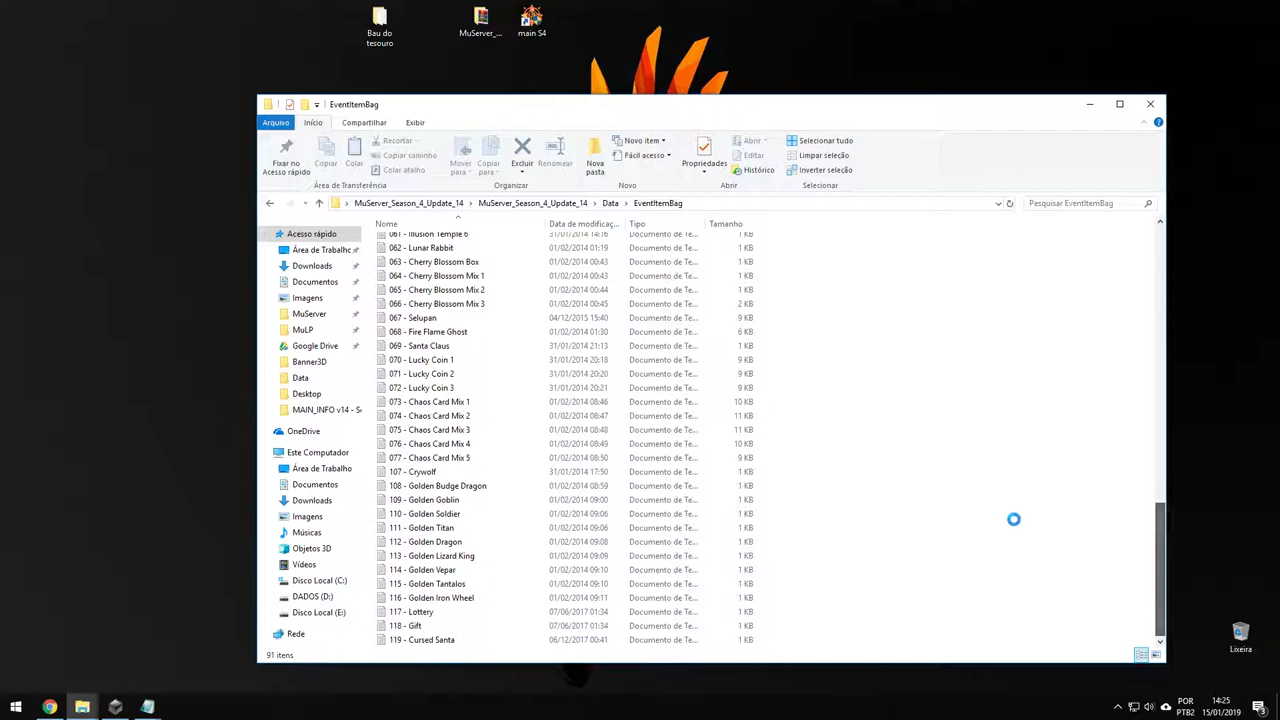 Bau do
tesouro
MuServer_...
main S4
EventItemBag
Arquivo
Início
Compartilhar
Exibir
Fixar no
Acesso rápido
Copiar
Colar
Recortar
Copiar caminho
Colar atalho
Área de Transferência
Mover
para
Copiar
para
Excluir
Renomear
Organizar
Nova
pasta
Novo item
Fácil acesso
Novo
Propriedades
Abrir
Editar
Histórico
Abrir
Selecionar tudo
Limpar seleção
Inverter seleção
Selecionar
MuServer_Season_4_Update_14 > MuServer_Season_4_Update_14 > Data > EventItemBag
Pesquisar EventItemBag
Nome Data de modificaç... Tipo Tamanho
Acesso rápido
Área de Trabalho
Downloads
Documentos
Imagens
MuServer
MuLP
Google Drive
Banner3D
Data
Desktop
MAIN_INFO v14 - Se
OneDrive
Este Computador
Área de Trabalho
Documentos
Downloads
Imagens
Músicas
Objetos 3D
Vídeos
Disco Local (C:)
DADOS (D:)
Disco Local (E:)
Rede
061 - Illusion Temple 6 31/01/2014 14:16 Documento de Te... 1 KB
062 - Lunar Rabbit 01/02/2014 01:19 Documento de Te... 1 KB
063 - Cherry Blossom Box 01/02/2014 00:43 Documento de Te... 1 KB
064 - Cherry Blossom Mix 1 01/02/2014 00:43 Documento de Te... 1 KB
065 - Cherry Blossom Mix 2 01/02/2014 00:44 Documento de Te... 1 KB
066 - Cherry Blossom Mix 3 01/02/2014 00:45 Documento de Te... 2 KB
067 - Selupan 04/12/2015 15:40 Documento de Te... 9 KB
068 - Fire Flame Ghost 01/02/2014 01:30 Documento de Te... 6 KB
069 - Santa Claus 31/01/2014 21:13 Documento de Te... 1 KB
070 - Lucky Coin 1 31/01/2014 20:18 Documento de Te... 9 KB
071 - Lucky Coin 2 31/01/2014 20:20 Documento de Te... 9 KB
072 - Lucky Coin 3 31/01/2014 20:21 Documento de Te... 9 KB
073 - Chaos Card Mix 1 01/02/2014 08:46 Documento de Te... 10 KB
074 - Chaos Card Mix 2 01/02/2014 08:47 Documento de Te... 11 KB
075 - Chaos Card Mix 3 01/02/2014 08:48 Documento de Te... 11 KB
076 - Chaos Card Mix 4 01/02/2014 08:49 Documento de Te... 10 KB
077 - Chaos Card Mix 5 01/02/2014 08:50 Documento de Te... 9 KB
107 - Crywolf 31/01/2014 17:50 Documento de Te... 1 KB
108 - Golden Budge Dragon 01/02/2014 08:59 Documento de Te... 1 KB
109 - Golden Goblin 01/02/2014 09:00 Documento de Te... 1 KB
110 - Golden Soldier 01/02/2014 09:06 Documento de Te... 1 KB
111 - Golden Titan 01/02/2014 09:06 Documento de Te... 1 KB
112 - Golden Dragon 01/02/2014 09:08 Documento de Te... 1 KB
113 - Golden Lizard King 01/02/2014 09:09 Documento de Te... 1 KB
114 - Golden Vepar 01/02/2014 09:10 Documento de Te... 1 KB
115 - Golden Tantalos 01/02/2014 09:10 Documento de Te... 1 KB
116 - Golden Iron Wheel 01/02/2014 09:11 Documento de Te... 1 KB
117 - Lottery 07/06/2017 01:34 Documento de Te... 1 KB
118 - Gift 07/06/2017 01:34 Documento de Te... 1 KB
119 - Cursed Santa 06/12/2017 00:41 Documento de Te... 1 KB
91 itens
Lixeira
POR
PTB2
14:25
15/01/2019
3